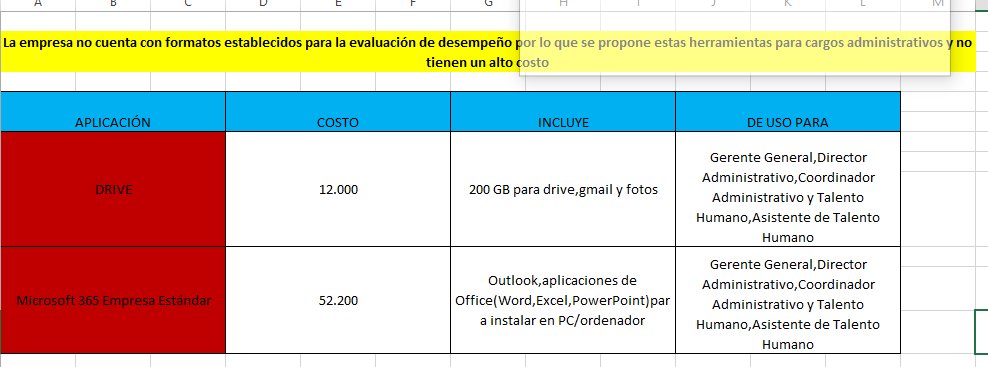 A B C D E F G H I J K L M
La empresa no cuenta con formatos establecidos para la evaluación de desempeño por lo que se propone estas herramientas para cargos administrativos y no
tienen un alto costo
APLICACIÓN COSTO INCLUYE DE USO PARA
DRIVE 12.000 200 GB para drive,gmail y fotos
Gerente General,Director
Administrativo,Coordinador
Administrativo y Talento
Humano,Asistente de Talento
Humano
Microsoft 365 Empresa Estándar 52.200
Outlook,aplicaciones de
Office(Word,Excel,PowerPoint)par
a instalar en PC/ordenador
Gerente General,Director
Administrativo,Coordinador
Administrativo y Talento
Humano,Asistente de Talento
Humano